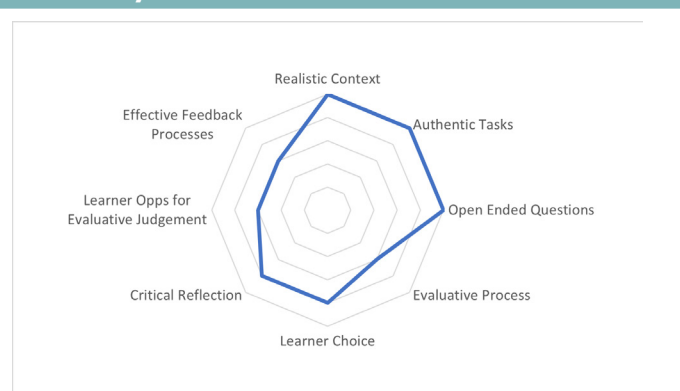 Realistic Context
Effective Feedback
Processes
Authentic Tasks
Learner Opps for
Evaluative Judgement
Open Ended Questions
Critical Reflection
Evaluative Process
Learner Choice